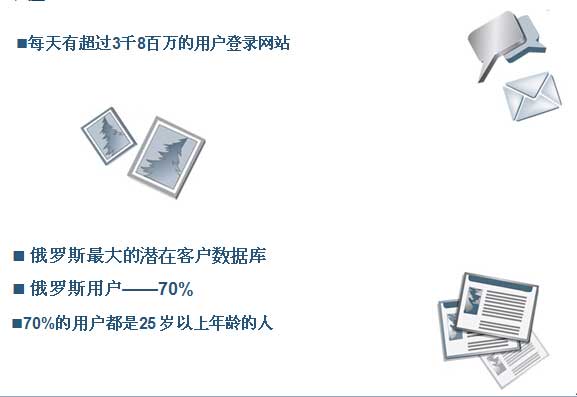 ■每天有超过3千8百万的用户登录网站
■ 俄罗斯最大的潜在客户数据库
■ 俄罗斯用户——70%
■70%的用户都是25岁以上年龄的人